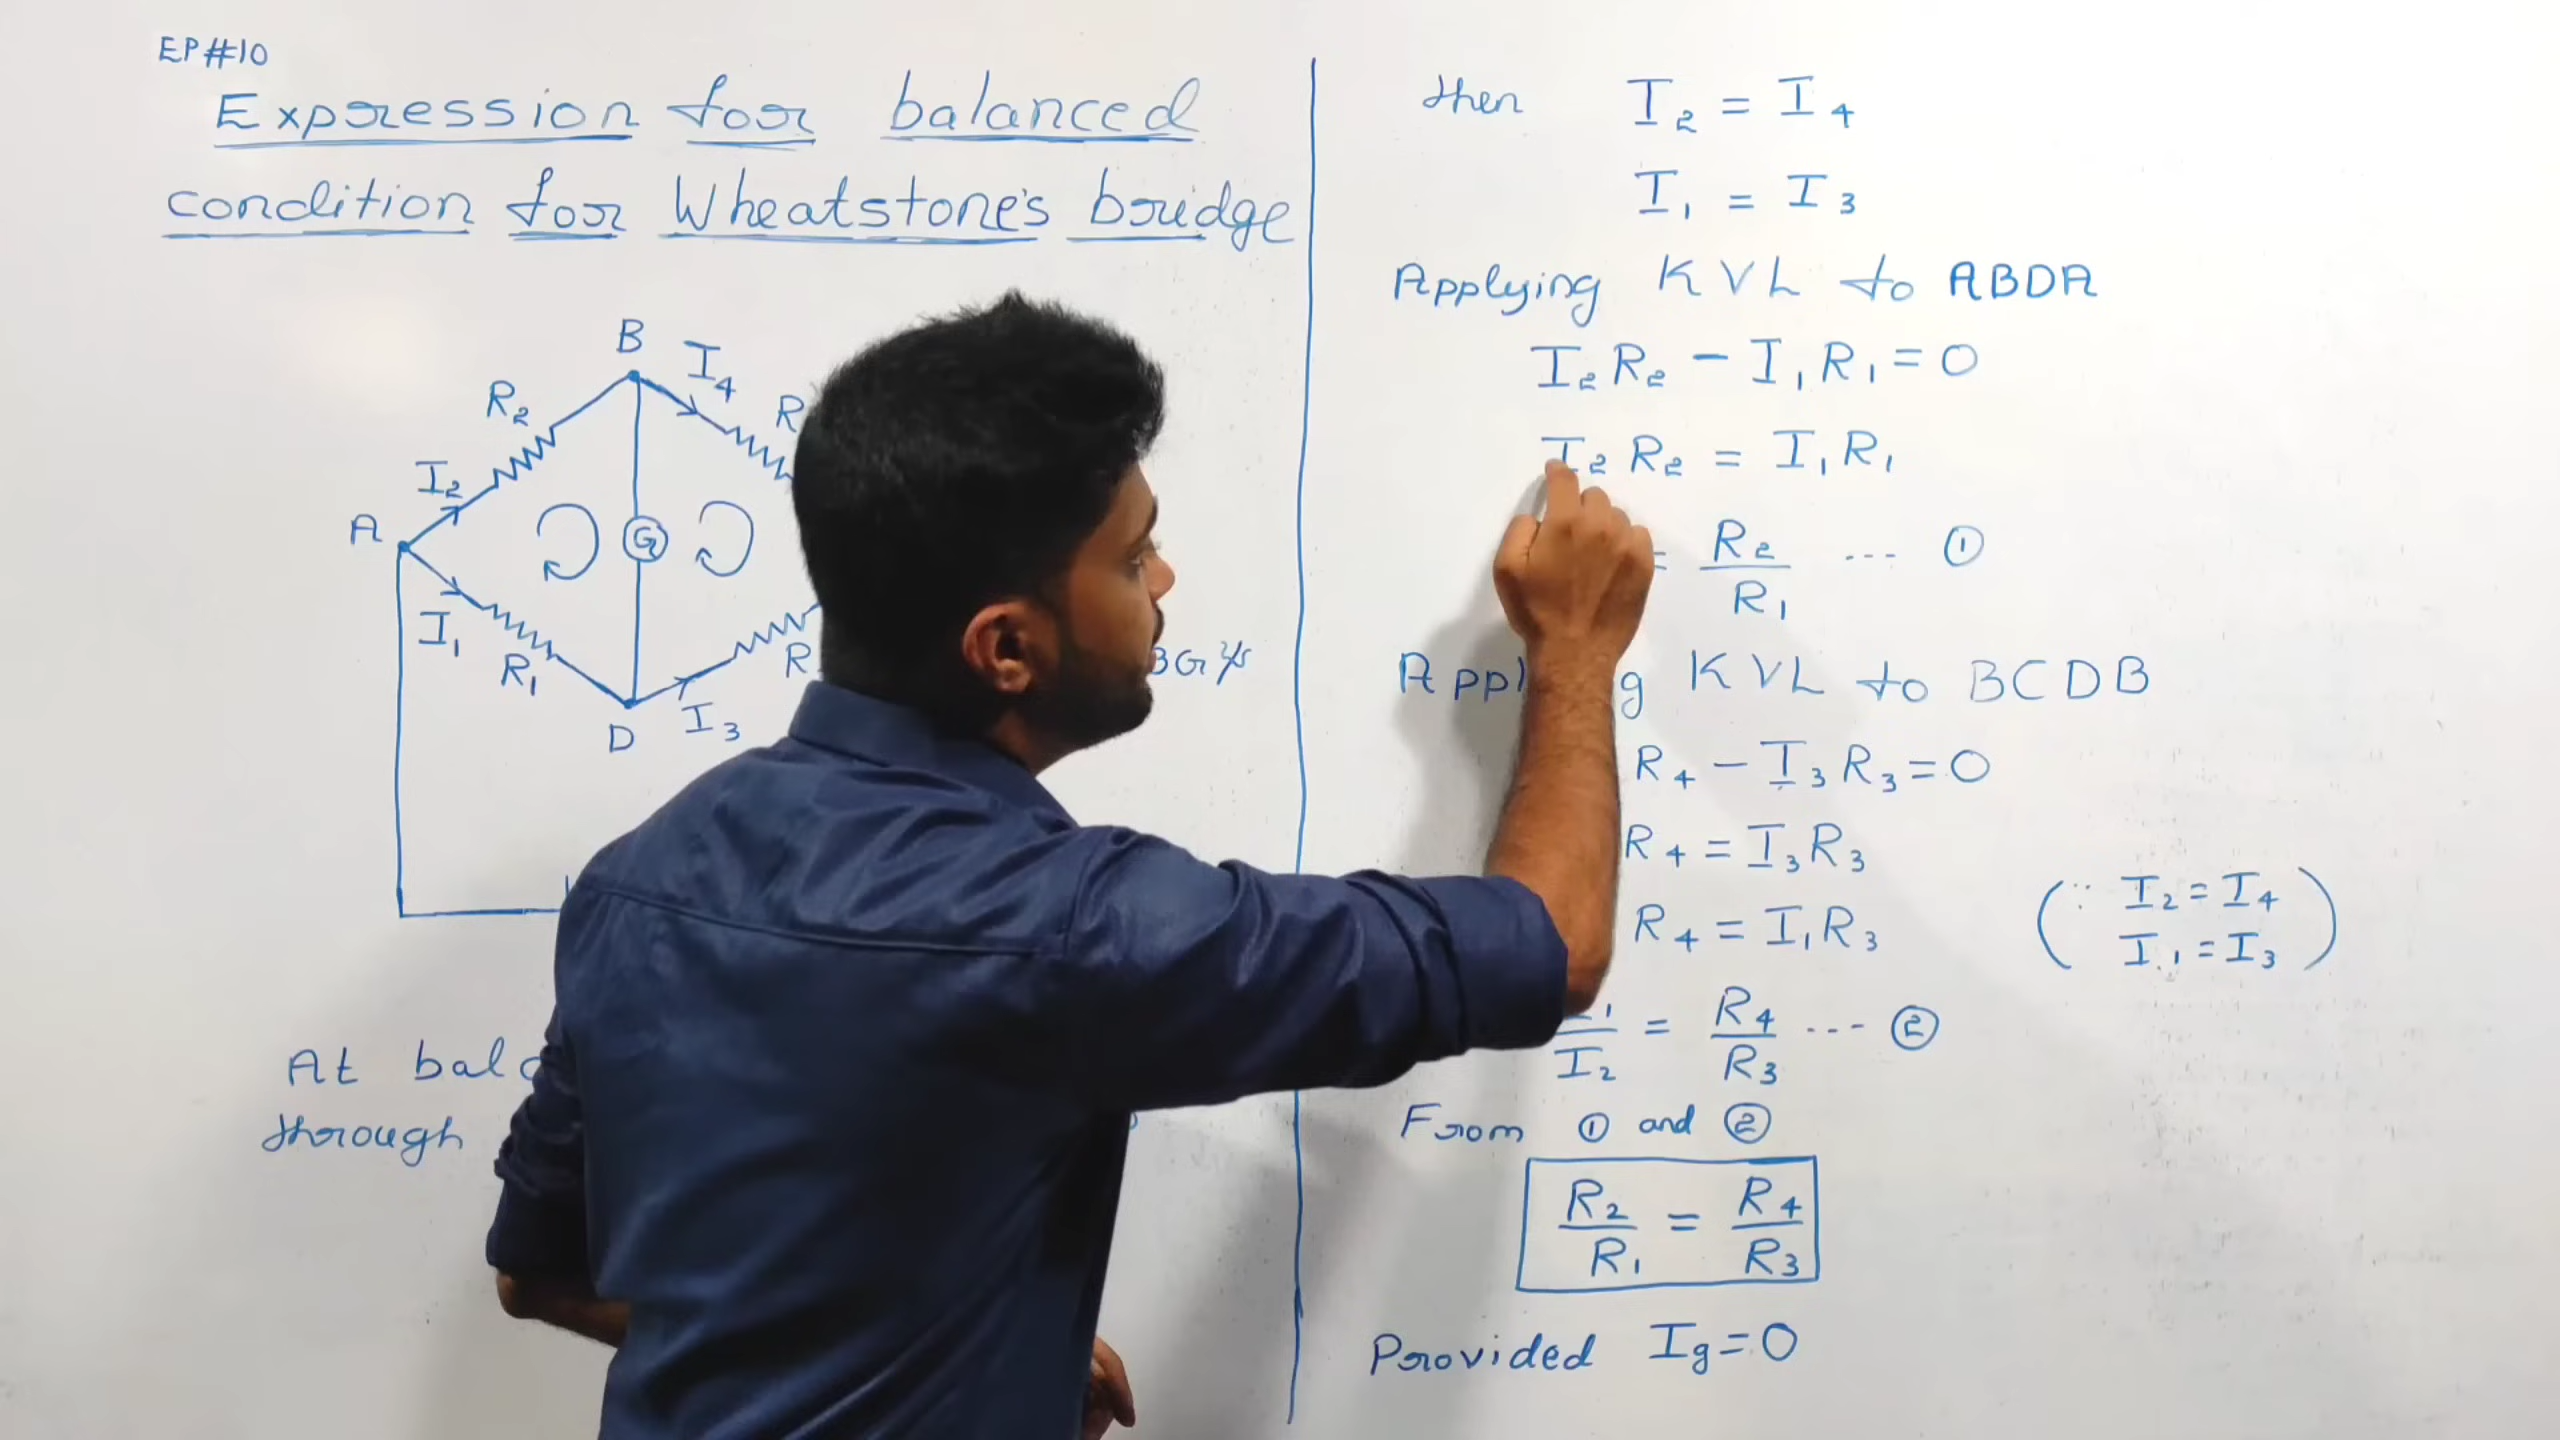 EP#10
Expression for balanced
condition for Wheatstone's bridge
B
I₄
R₂
R
I₂
A
G
I₁
R₁
R
I₃
D
At
through
then I₂ = I₄
I₁ = I₃
Applying KVL to ABDA
I₂R₂ − I₁R₁ = 0
I₂R₂ = I₁R₁
= R₂/R₁ --- ①
KVL to BCDB
R₄ − I₃R₃ = 0
R₄ = I₃R₃
R₄ = I₁R₃
(∵ I₂ = I₄
I₁ = I₃)
I₁/I₂ = R₄/R₃ --- ②
From ① and ②
R₂/R₁ = R₄/R₃
Provided Ig = 0